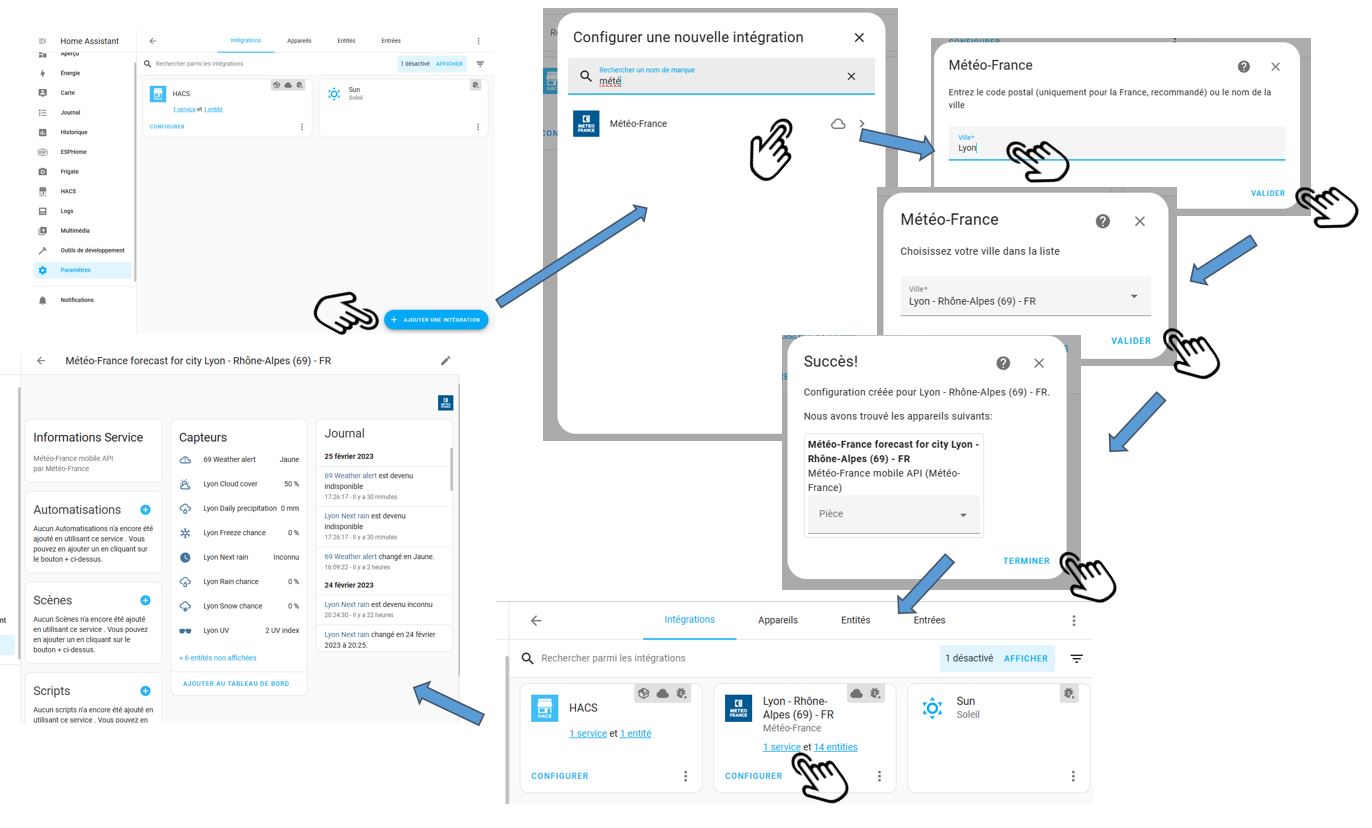 Home Assistant
Aperçu
Énergie
Carte
Journal
Historique
ESPHome
Frigate
HACS
Logs
Multimédia
Outils de développement
Paramètres
Notifications
Intégrations Appareils Entités Entrées
Rechercher parmi les intégrations
1 désactivé AFFICHER
HACS
HACS
1 service et 1 entité
CONFIGURER
Sun
Soleil
+ AJOUTER UNE INTÉGRATION
Configurer une nouvelle intégration
Rechercher un nom de marque
mété
METEO
FRANCE
Météo-France
CONFIGURER
Météo-France
Entrez le code postal (uniquement pour la France, recommandé) ou le nom de la
ville
Ville*
Lyon
VALIDER
Météo-France
Choisissez votre ville dans la liste
Ville*
Lyon - Rhône-Alpes (69) - FR
VALIDER
Succès!
Configuration créée pour Lyon - Rhône-Alpes (69) - FR.
Nous avons trouvé les appareils suivants:
Météo-France forecast for city Lyon -
Rhône-Alpes (69) - FR
Météo-France mobile API (Météo-
France)
Pièce
TERMINER
Intégrations Appareils Entités Entrées
Rechercher parmi les intégrations
1 désactivé AFFICHER
HACS
HACS
1 service et 1 entité
CONFIGURER
METEO
FRANCE
Lyon - Rhône-
Alpes (69) - FR
Météo-France
1 service et 14 entities
CONFIGURER
Sun
Soleil
Météo-France forecast for city Lyon - Rhône-Alpes (69) - FR
Informations Service
Météo-France mobile API
par Météo-France
Automatisations
Aucun Automatisations n'a encore été
ajouté en utilisant ce service . Vous
pouvez en ajouter un en cliquant sur
le bouton + ci-dessus.
Scènes
Aucun Scènes n'a encore été ajouté
en utilisant ce service . Vous pouvez
en ajouter un en cliquant sur le
bouton + ci-dessus.
Scripts
Aucun scripts n'a encore été ajouté en
utilisant ce service . Vous pouvez en
Capteurs
69 Weather alert Jaune
Lyon Cloud cover 50 %
Lyon Daily precipitation 0 mm
Lyon Freeze chance 0 %
Lyon Next rain Inconnu
Lyon Rain chance 0 %
Lyon Snow chance 0 %
Lyon UV 2 UV index
+ 6 entités non affichées
AJOUTER AU TABLEAU DE BORD
Journal
25 février 2023
69 Weather alert est devenu
indisponible
17:26:17 - Il y a 30 minutes
Lyon Next rain est devenu
indisponible
17:26:17 - Il y a 30 minutes
69 Weather alert changé en Jaune.
16:09:22 - Il y a 2 heures
24 février 2023
Lyon Next rain est devenu inconnu
20:24:30 - Il y a 22 heures
Lyon Next rain changé en 24 février
2023 à 20:25.